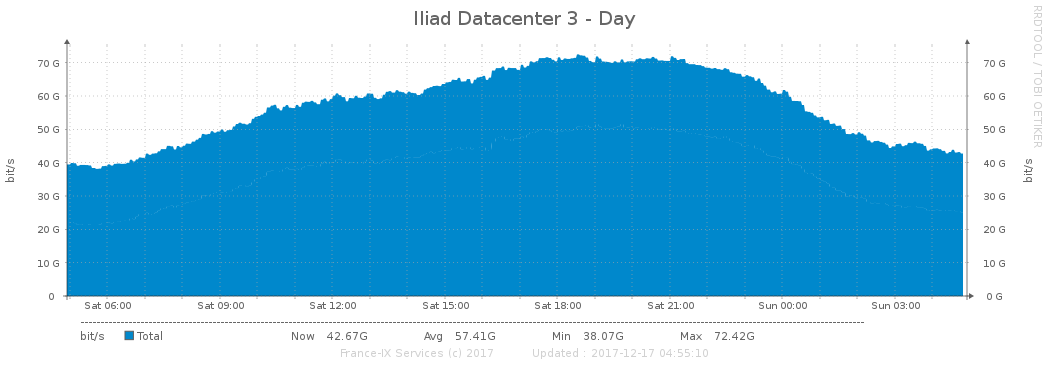 Iliad Datacenter 3 - Day
RRDTOOL / TOBI OETIKER
bit/s
70 G
60 G
50 G
40 G
30 G
20 G
10 G
0
70 G
60 G
50 G
40 G
30 G
20 G
10 G
0 G
bit/s
Sat 06:00 Sat 09:00 Sat 12:00 Sat 15:00 Sat 18:00 Sat 21:00 Sun 00:00 Sun 03:00
bit/s Total Now 42.67G Avg 57.41G Min 38.07G Max 72.42G
France-IX Services (c) 2017 Updated : 2017-12-17 04:55:10